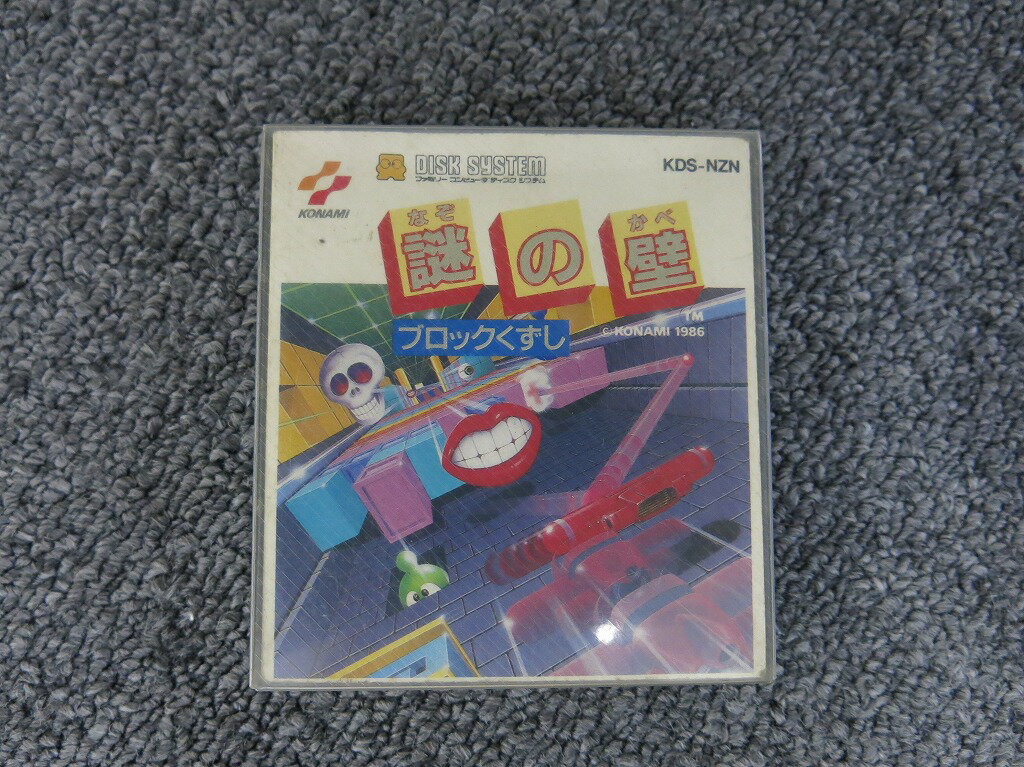 KONAMI
DISK SYSTEM
ファミリー コンピュータ ディスク システム
KDS-NZN
なぞ の かべ
謎の壁
TM
ブロックくずし
© KONAMI 1986